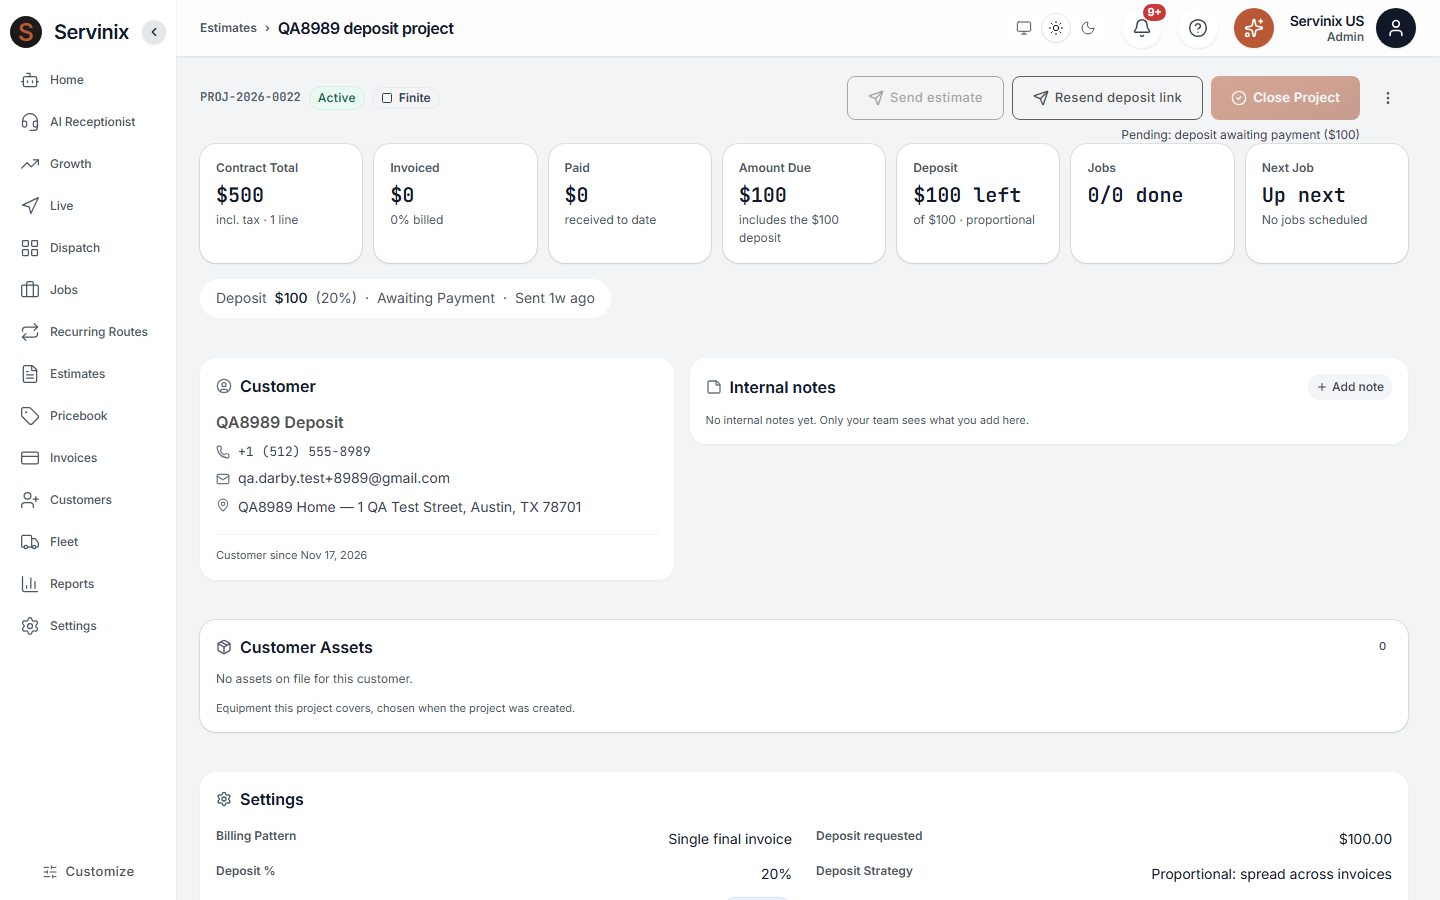 Servinix
Home
AI Receptionist
Growth
Live
Dispatch
Jobs
Recurring Routes
Estimates
Pricebook
Invoices
Customers
Fleet
Reports
Settings
Customize
Estimates › QA8989 deposit project
9+
Servinix US
Admin
PROJ-2026-0022
Active
Finite
Send estimate
Resend deposit link
Close Project
Pending: deposit awaiting payment ($100)
Contract Total
$500
incl. tax · 1 line
Invoiced
$0
0% billed
Paid
$0
received to date
Amount Due
$100
includes the $100
deposit
Deposit
$100 left
of $100 · proportional
Jobs
0/0 done
Next Job
Up next
No jobs scheduled
Deposit $100 (20%) · Awaiting Payment · Sent 1w ago
Customer
QA8989 Deposit
+1 (512) 555-8989
qa.darby.test+8989@gmail.com
QA8989 Home — 1 QA Test Street, Austin, TX 78701
Customer since Nov 17, 2026
Internal notes
+ Add note
No internal notes yet. Only your team sees what you add here.
Customer Assets
0
No assets on file for this customer.
Equipment this project covers, chosen when the project was created.
Settings
Billing Pattern
Single final invoice
Deposit requested
$100.00
Deposit %
20%
Deposit Strategy
Proportional: spread across invoices